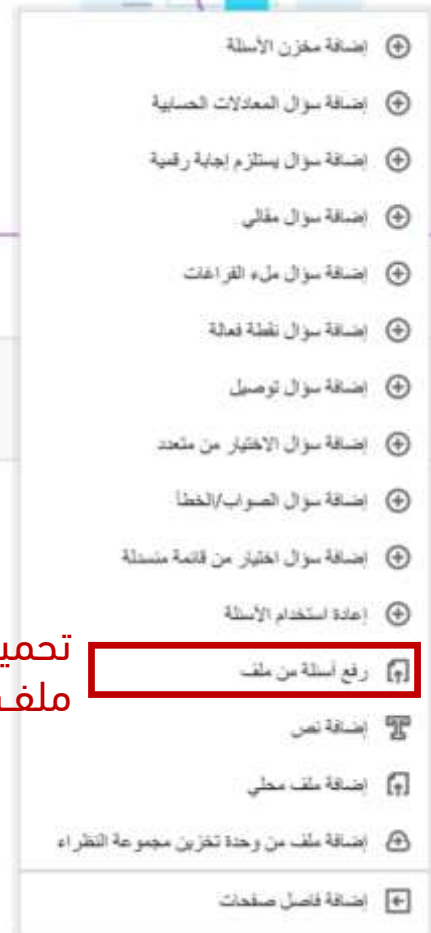 إضافة مخزن الأسئلة
إضافة سؤال المعادلات الحسابية
إضافة سؤال يستلزم إجابة رقمية
إضافة سؤال مقالي
إضافة سؤال ملء الفراغات
إضافة سؤال نقطة فعالة
إضافة سؤال توصيل
إضافة سؤال الاختيار من متعدد
إضافة سؤال الصواب/الخطأ
إضافة سؤال اختيار من قائمة منسدلة
إعادة استخدام الأسئلة
رفع أسئلة من ملف
إضافة نص
إضافة ملف محلي
إضافة ملف من وحدة تخزين مجموعة النظراء
إضافة فاصل صفحات